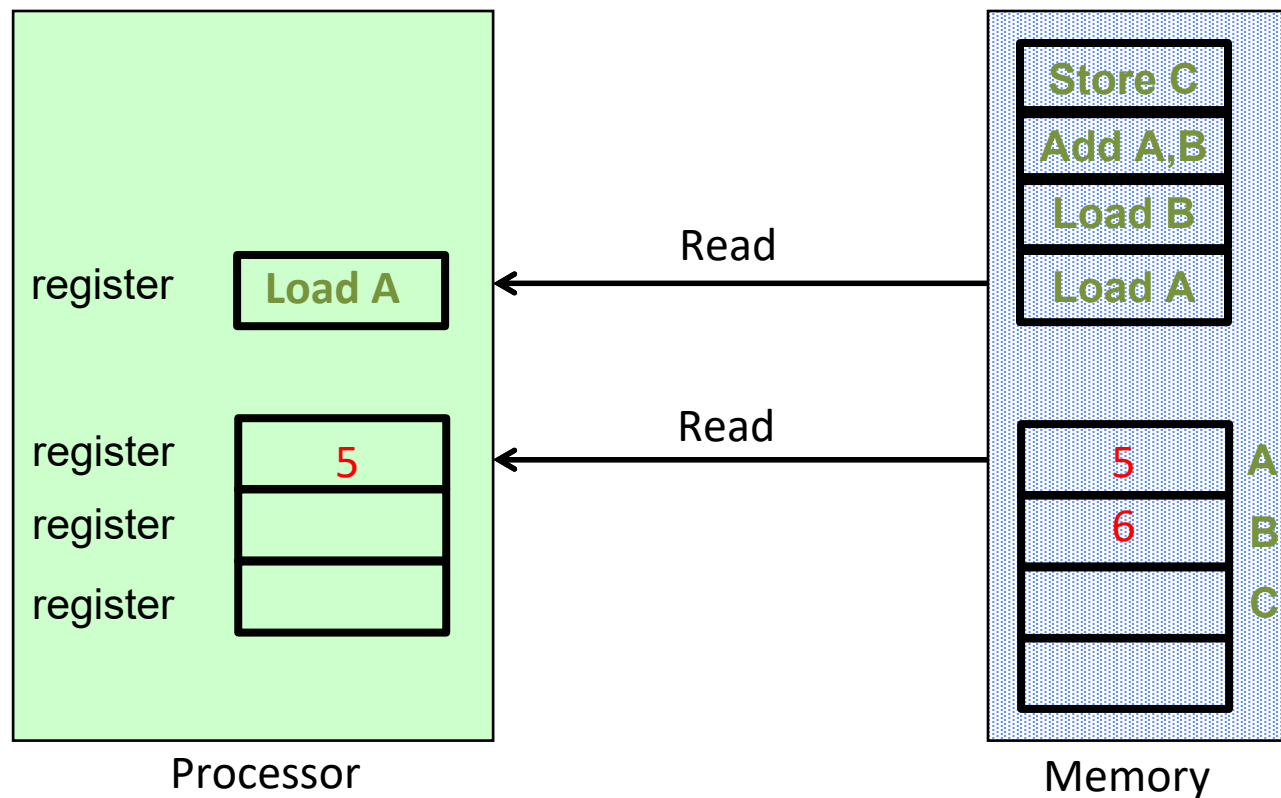 Store C
Add A,B
Load B
Read
register
Load A
Load A
register
5
Read
5
A
register
6
B
register
C
Processor
Memory